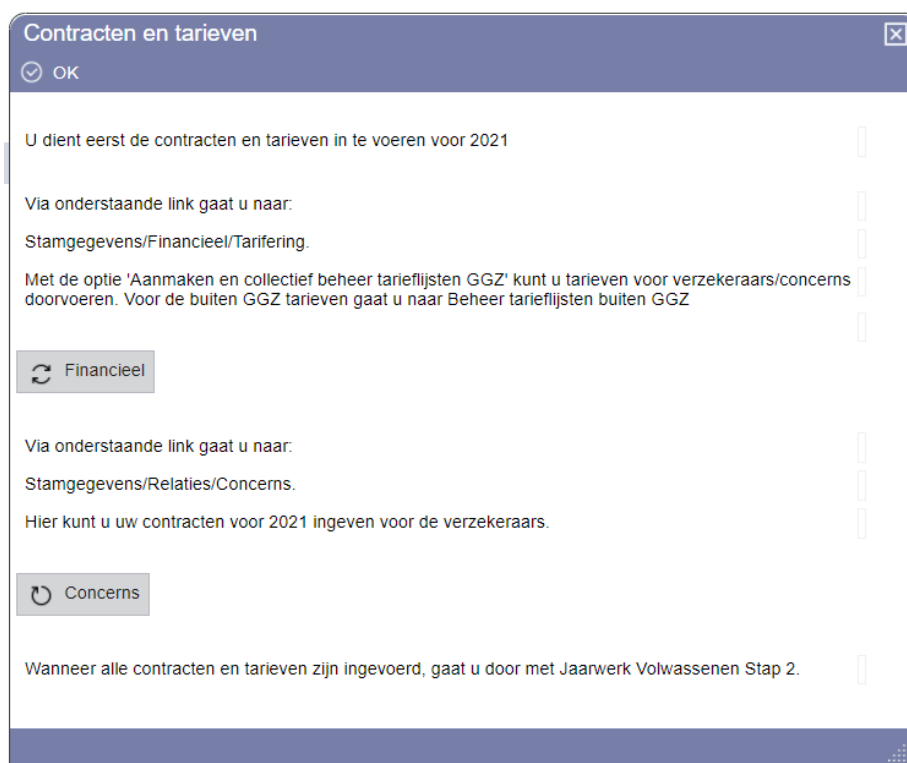 Contracten en tarieven
OK
U dient eerst de contracten en tarieven in te voeren voor 2021
Via onderstaande link gaat u naar:
Stamgegevens/Financieel/Tarifering.
Met de optie 'Aanmaken en collectief beheer tarieflijsten GGZ' kunt u tarieven voor verzekeraars/concerns
doorvoeren. Voor de buiten GGZ tarieven gaat u naar Beheer tarieflijsten buiten GGZ
Financieel
Via onderstaande link gaat u naar:
Stamgegevens/Relaties/Concerns.
Hier kunt u uw contracten voor 2021 ingeven voor de verzekeraars.
Concerns
Wanneer alle contracten en tarieven zijn ingevoerd, gaat u door met Jaarwerk Volwassenen Stap 2.